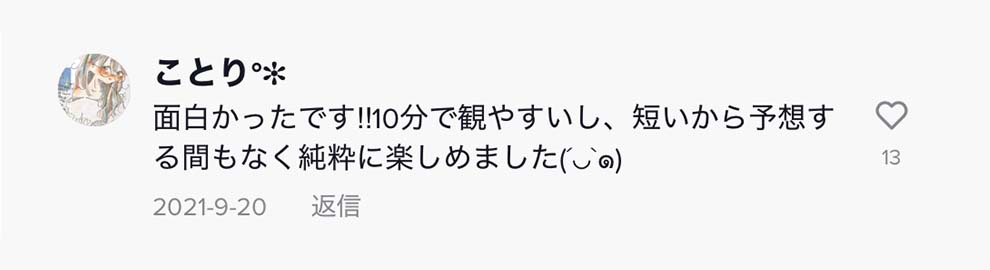 ことり°✼
面白かったです!!10分で観やすいし、短いから予想す
る間もなく純粋に楽しめました(´◡`๑)
13
2021-9-20 返信